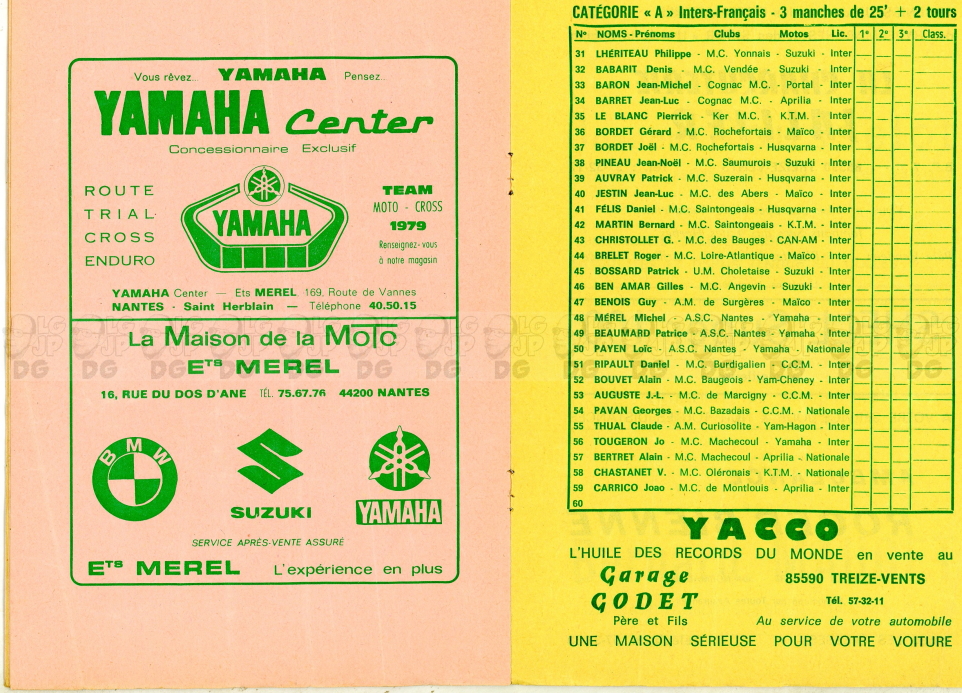 Vous rêvez... YAMAHA Pensez...
YAMAHA Center
Concessionnaire Exclusif
ROUTE
TRIAL
CROSS
ENDURO
YAMAHA
TEAM
MOTO - CROSS
1979
Renseignez-vous
à notre magasin
YAMAHA Center — Ets MEREL 169, Route de Vannes
NANTES - Saint Herblain — Téléphone 40.50.15
La Maison de la Moto
ETS MEREL
16, RUE DU DOS D'ANE TÉL. 75.67.76 44200 NANTES
BMW
SUZUKI
YAMAHA
SERVICE APRÈS-VENTE ASSURÉ
ETS MEREL L'expérience en plus
CATÉGORIE « A » Inters-Français - 3 manches de 25' + 2 tours
No NOMS - Prénoms Clubs Motos Lic. 1e 2e 3e Class.
31 LHÉRITEAU Philippe - M.C. Yonnais - Suzuki - Inter
32 BABARIT Denis - M.C. Vendée - Suzuki - Inter
33 BARON Jean-Michel - Cognac M.C. - Portal - Inter
34 BARRET Jean-Luc - Cognac M.C. - Aprilia - Inter
35 LE BLANC Pierrick - Ker M.C. - K.T.M. - Inter
36 BORDET Gérard - M.C. Rochefortais - Maïco - Inter
37 BORDET Joël - M.C. Rochefortais - Husqvarna - Inter
38 PINEAU Jean-Noël - M.C. Saumurois - Suzuki - Inter
39 AUVRAY Patrick - M.C. Suzerain - Husqvarna - Inter
40 JESTIN Jean-Luc - M.C. des Abers - Maïco - Inter
41 FÉLIS Daniel - M.C. Saintongeais - Husqvarna - Inter
42 MARTIN Bernard - M.C. Saintongeais - K.T.M. - Inter
43 CHRISTOLLET G. - M.C. des Bauges - CAN-AM - Inter
44 BRELET Roger - M.C. Loire-Atlantique - Maïco - Inter
45 BOSSARD Patrick - U.M. Choletaise - Suzuki - Inter
46 BEN AMAR Gilles - M.C. Angevin - Suzuki - Inter
47 BENOIS Guy - A.M. de Surgères - Maïco - Inter
48 MEREL Michel - A.S.C. Nantes - Yamaha - Inter
49 BEAUMARD Patrice - A.S.C. Nantes - Yamaha - Inter
50 PAYEN Loïc - A.S.C. Nantes - Yamaha - Nationale
51 RIPAULT Daniel - M.C. Burdigalien - C.C.M. - Inter
52 BOUVET Alain - M.C. Baugeois - Yam-Cheney - Inter
53 AUGUSTE J.-L. - M.C. de Marcigny - C.C.M. - Inter
54 PAVAN Georges - M.C. Bazadais - C.C.M. - Nationale
55 THUAL Claude - A.M. Curiosolite - Yam-Hagon - Inter
56 TOUGERON Jo - M.C. Machecoul - Yamaha - Inter
57 BERTRET Alain - M.C. Machecoul - Aprilia - Nationale
58 CHASTANET V. - M.C. Oléronais - K.T.M. - Nationale
59 CARRICO Joao - M.C. de Montlouis - Aprilia - Inter
60
YACCO
L'HUILE DES RECORDS DU MONDE en vente au
Garage
GODET
Père et Fils
85590 TREIZE-VENTS
Tél. 57-32-11
Au service de votre automobile
UNE MAISON SÉRIEUSE POUR VOTRE VOITURE